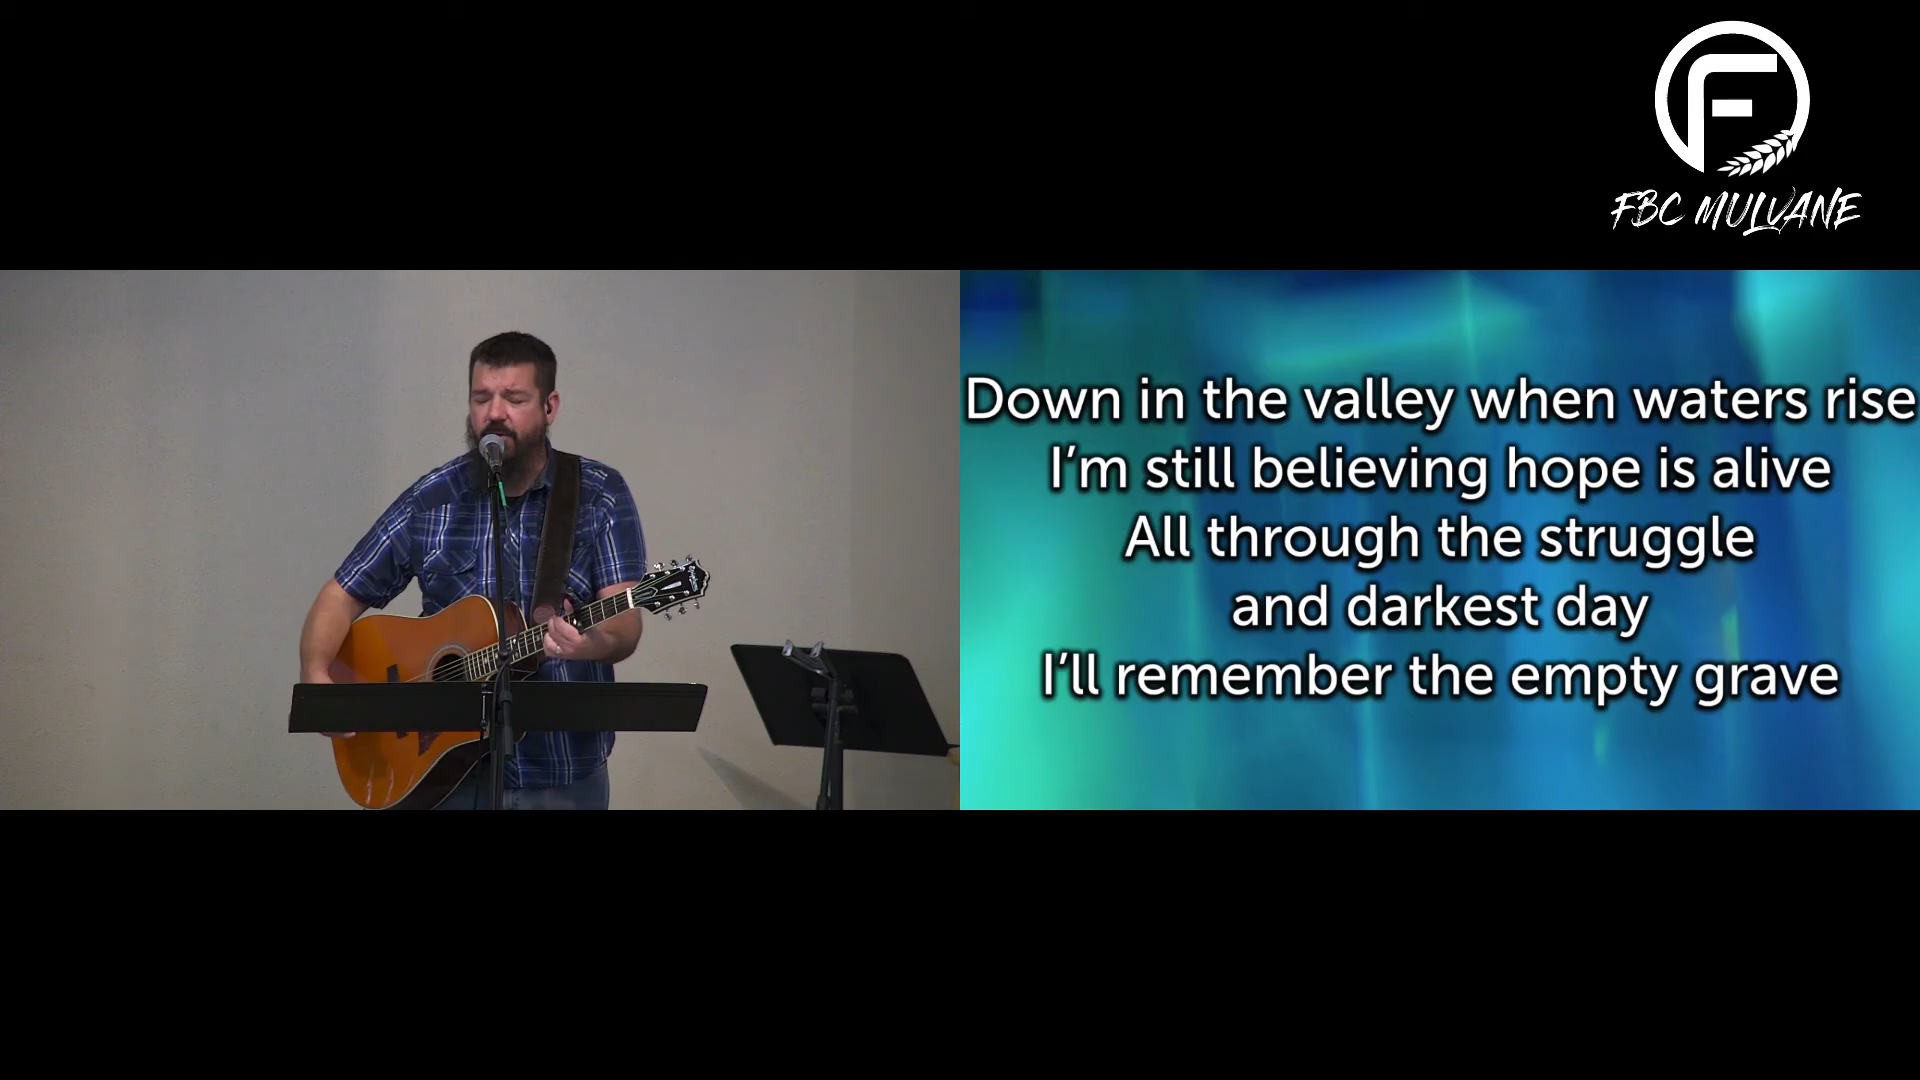 F
FBC MULVANE
Down in the valley when waters rise
I'm still believing hope is alive
All through the struggle
and darkest day
I'll remember the empty grave